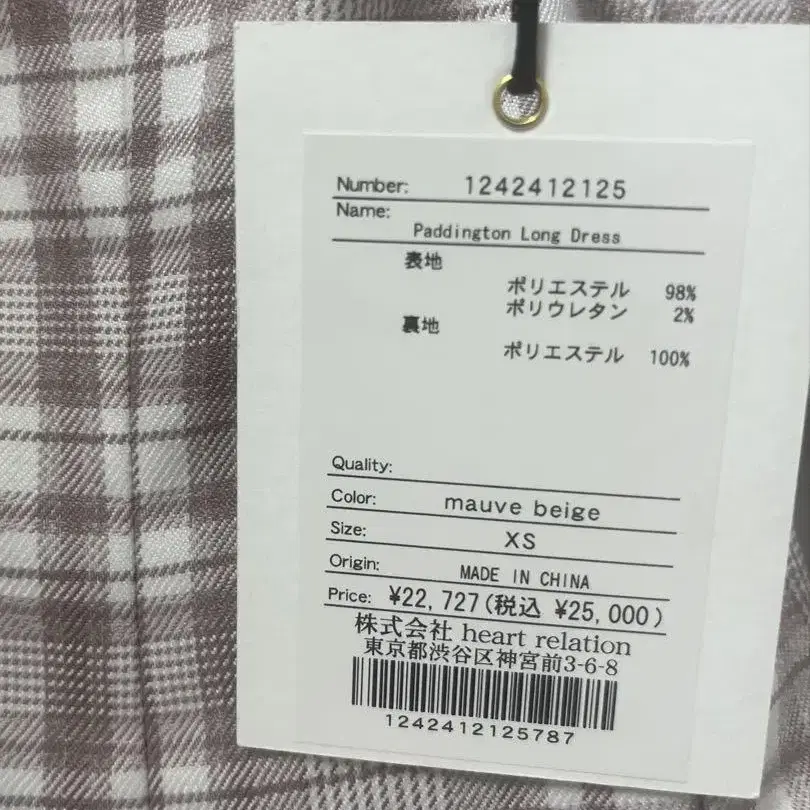 Number: 1242412125
Name:
Paddington Long Dress
表地
ポリエステル 98%
ポリウレタン 2%
裏地
ポリエステル 100%
Quality:
Color: mauve beige
Size: XS
Origin: MADE IN CHINA
Price: ¥22,727(税込 ¥25,000)
株式会社 heart relation
東京都渋谷区神宮前3-6-8
1242412125787